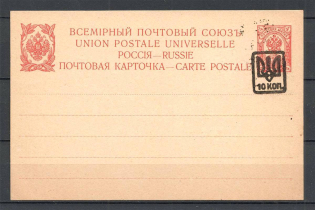 ВСЕМІРНЫЙ ПОЧТОВЫЙ СОЮЗЪ
UNION POSTALE UNIVERSELLE
РОССІЯ—RUSSIE
ПОЧТОВАЯ КАРТОЧКА—CARTE POSTALE
10 КОП.